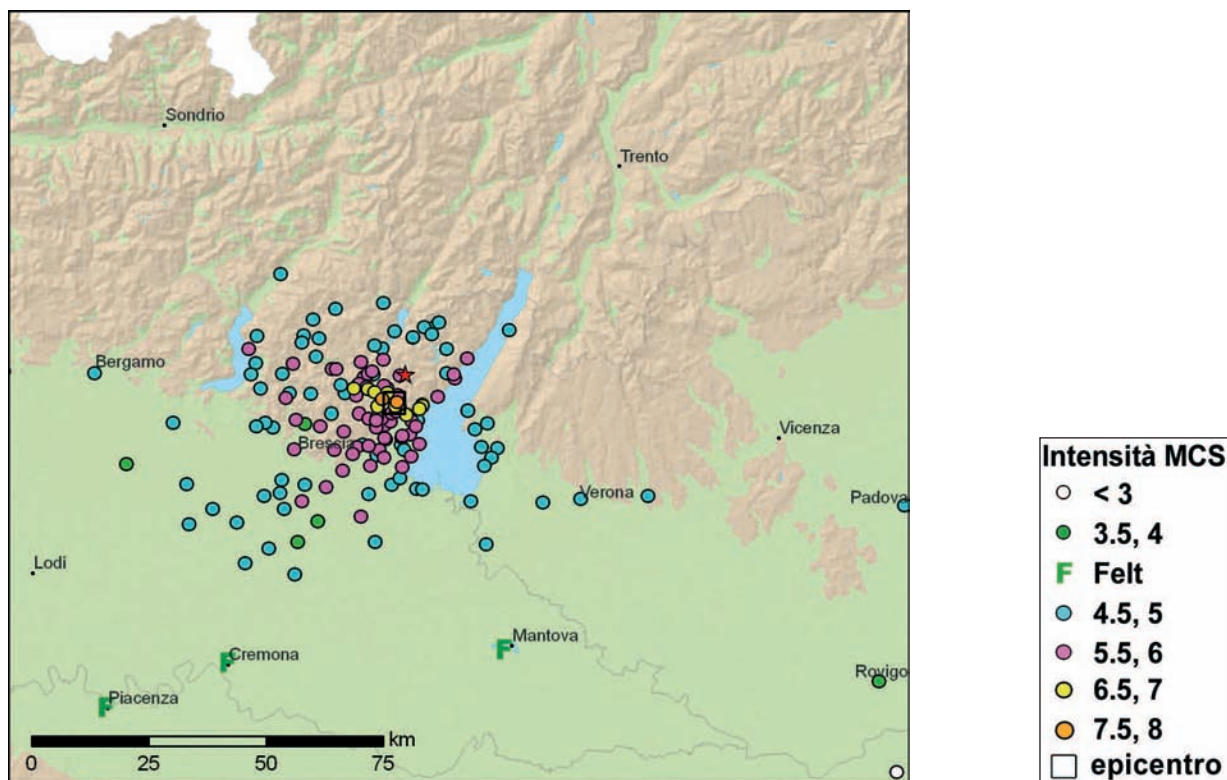 Sondrio
Trento
Bergamo
Vicenza
Brescia
Verona
Padova
Lodi
Mantova
F
F
Cremona
Rovigo
F
Piacenza
km
0
25
50
75
Intensità MCS
< 3
3.5, 4
F Felt
4.5, 5
5.5, 6
6.5, 7
7.5, 8
epicentro